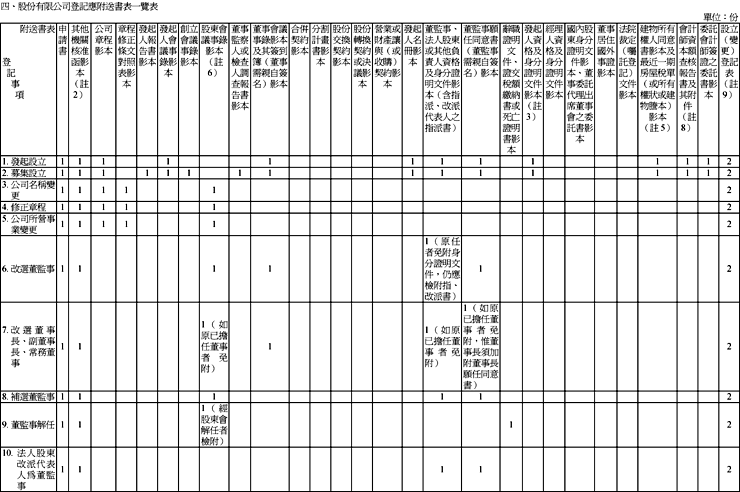 四、股份有限公司登記應附送書表一覽表
單位：份
附送書表
登記事項
申請書
其他機關核准函影本（註2）
公司章程影本
章程修正條文對照表影本
發起人報告書影本
發起人會議事錄影本
創立會議事錄影本
股東會議事錄影本（註6）
董事監察人或檢查人調查報告書影本
董事會議事錄及其簽到簿（董事需親自簽名）影本
合併契約影本
分割計畫書影本
股份交換契約影本
股份轉換契約或決議影本
營業或財產讓與（或收購）契約影本
發起人名冊影本
董監事、法人股東或其他負責人資格及身分證明文件影本（含指派、改派代表人之指派書）
董監事願任同意書影本（董監事需親自簽名）
辭職證明文件、證交稅額繳納證明書或死亡證明書影本
發起人資格及身分證明文件影本（註3）
經理人資格及身分證明文件影本
國內股東身分證明文件影本、董事委託代理出席董事會之委託書影本
董事居住國外事證影本
法院裁定（囑託登記）文件影本
建物所有權人同意書影本及最近一期房屋稅單（或所有權狀或建物謄本）影本（註5）
會計師資本額查核報告書及其附件（註8）
委託會計師簽證之委託書影本
設立（變更）登記表（註9）
1. 發起設立 1 1 1 1 1 1 1 1 1 1 1 2
2. 募集設立 1 1 1 1 1 1 1 1 1 1 1 1 1 1 2
3. 公司名稱變更 1 1 1 1 1 2
4. 修正章程 1 1 1 1 1 2
5. 公司所營事業變更 1 1 1 1 1 2
6. 改選董監事 1 1 1 1 1（原任者免附身分證明文件，仍應檢附指、改派書） 1 2
7. 改選董事長、副董事長、常務董事 1 1 1（如原已擔任董事者免附） 1 1（如原已擔任董事者免附） 1（如原已擔任董事者免附，惟董事長須加附董事長願任同意書） 2
8. 補選董監事 1 1 1 1 1 2
9. 董監事解任 1 1 1（經股東會解任者檢附） 1 2
10. 法人股東改派代表人為董監事 1 1 1 1 2